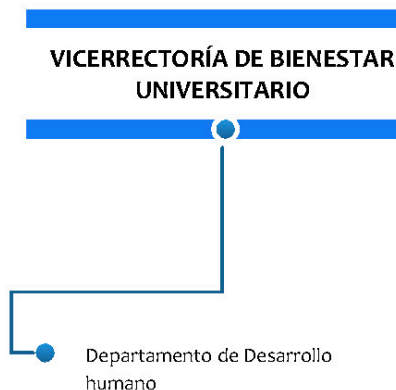 VICERRECTORÍA DE BIENESTAR
UNIVERSITARIO
Departamento de Desarrollo
humano